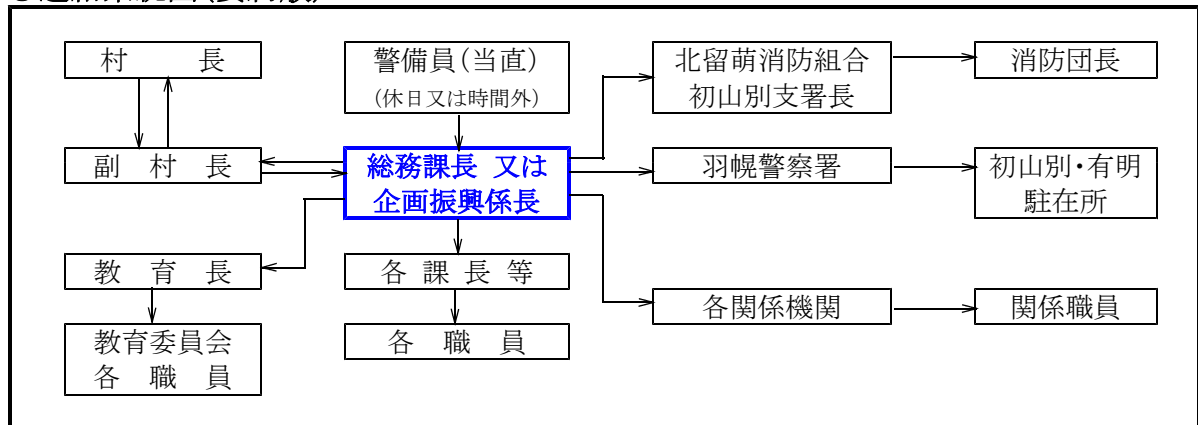 村　長
警備員（当直）
（休日又は時間外）
北留萌消防組合
初山別支署長
消防団長
副　村　長
総務課長 又は
企画振興係長
羽幌警察署
初山別・有明
駐在所
教　育　長
各　課　長　等
各関係機関
関係職員
教育委員会
各　職　員
各　職　員